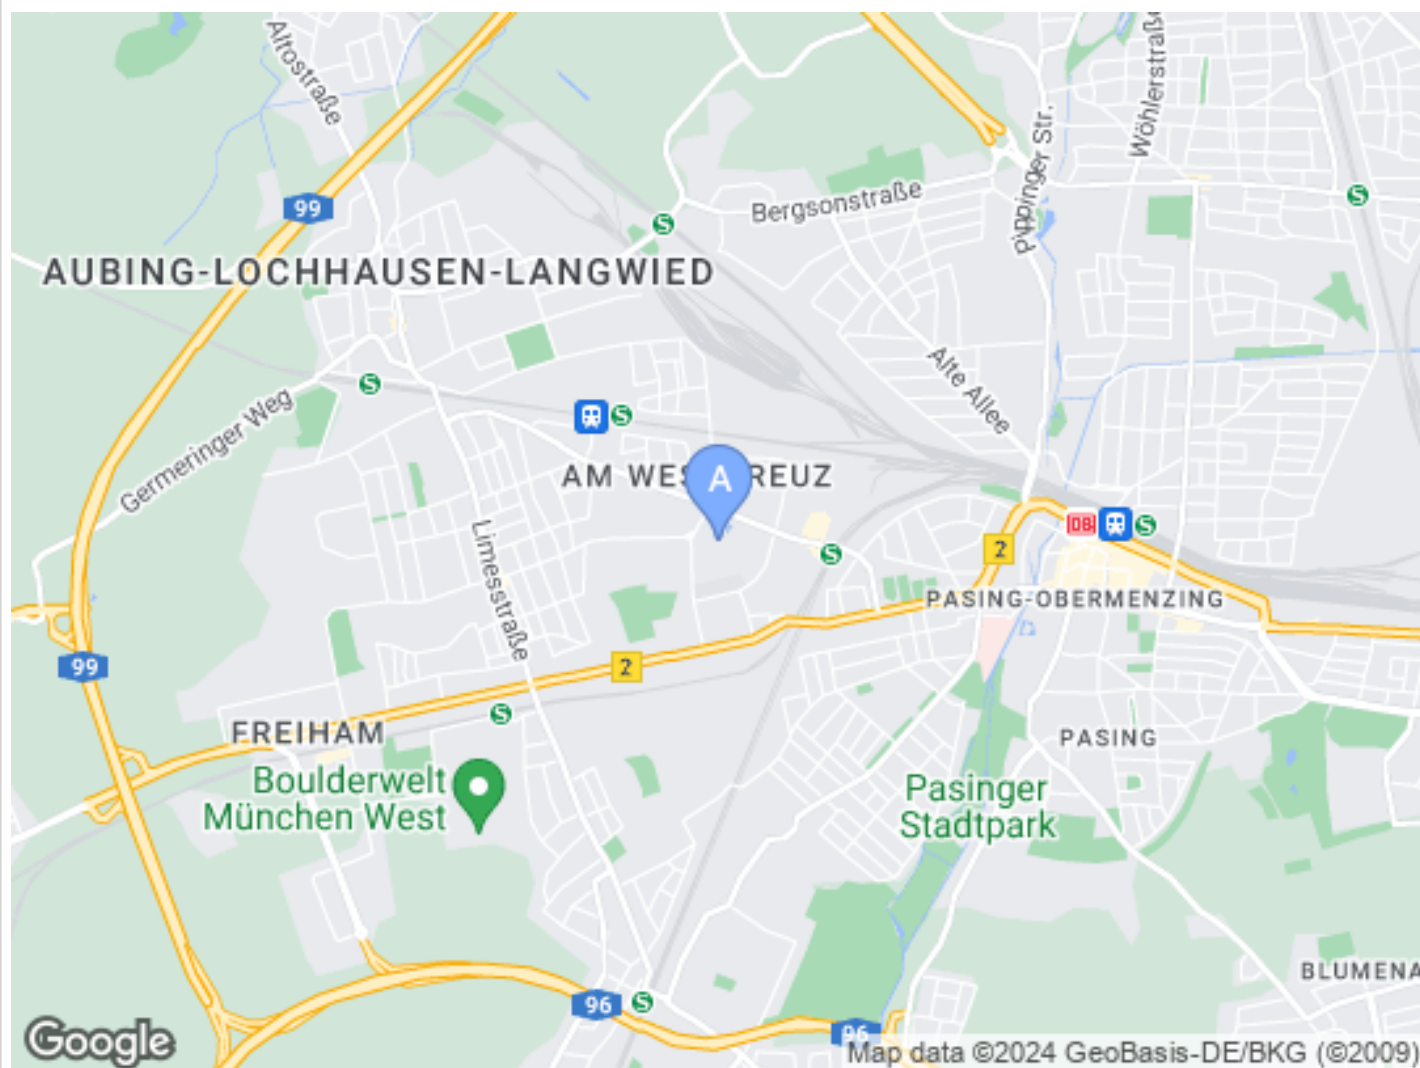 Altostraße
Wöhlerstraße
Pippinger Str.
99
Bergsonstraße
S
S
AUBING-LOCHHAUSEN-LANGWIED
Alte Allee
S
Germeringer Weg
S
AM WES
REUZ
A
Limesstraße
DB
S
2
S
PASING-OBERMENZING
99
2
S
FREIHAM
PASING
Boulderwelt
München West
Pasinger
Stadtpark
BLUMENA
96
S
96
Google
Map data ©2024 GeoBasis-DE/BKG (©2009)